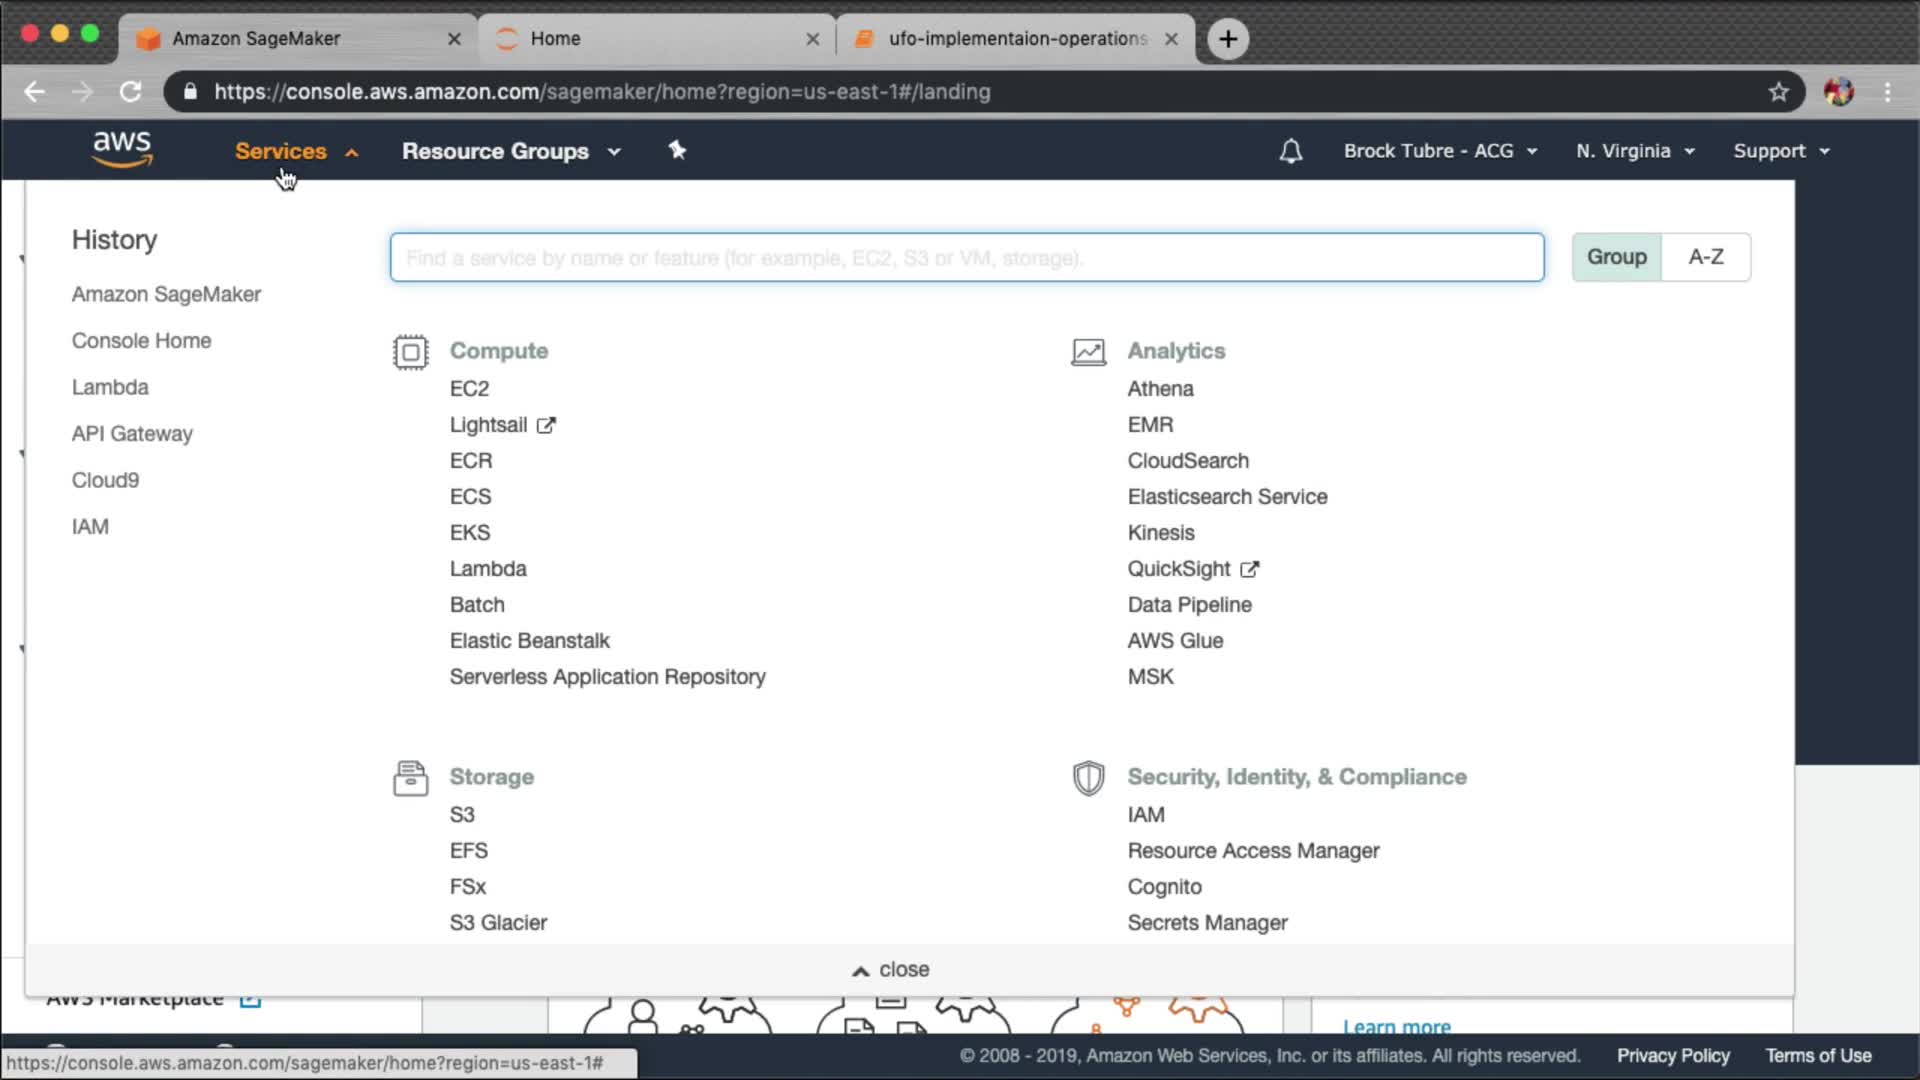 Amazon SageMaker
Home
ufo-implementaion-operations
https://console.aws.amazon.com/sagemaker/home?region=us-east-1#/landing
aws
Services
Resource Groups
Brock Tubre - ACG
N. Virginia
Support
History
Amazon SageMaker
Console Home
Lambda
API Gateway
Cloud9
IAM
Find a service by name or feature (for example, EC2, S3 or VM, storage).
Group
A-Z
Compute
EC2
Lightsail
ECR
ECS
EKS
Lambda
Batch
Elastic Beanstalk
Serverless Application Repository
Analytics
Athena
EMR
CloudSearch
Elasticsearch Service
Kinesis
QuickSight
Data Pipeline
AWS Glue
MSK
Storage
S3
EFS
FSx
S3 Glacier
Security, Identity, & Compliance
IAM
Resource Access Manager
Cognito
Secrets Manager
close
AWS Marketplace
Learn more
https://console.aws.amazon.com/sagemaker/home?region=us-east-1#
© 2008 - 2019, Amazon Web Services, Inc. or its affiliates. All rights reserved.
Privacy Policy
Terms of Use